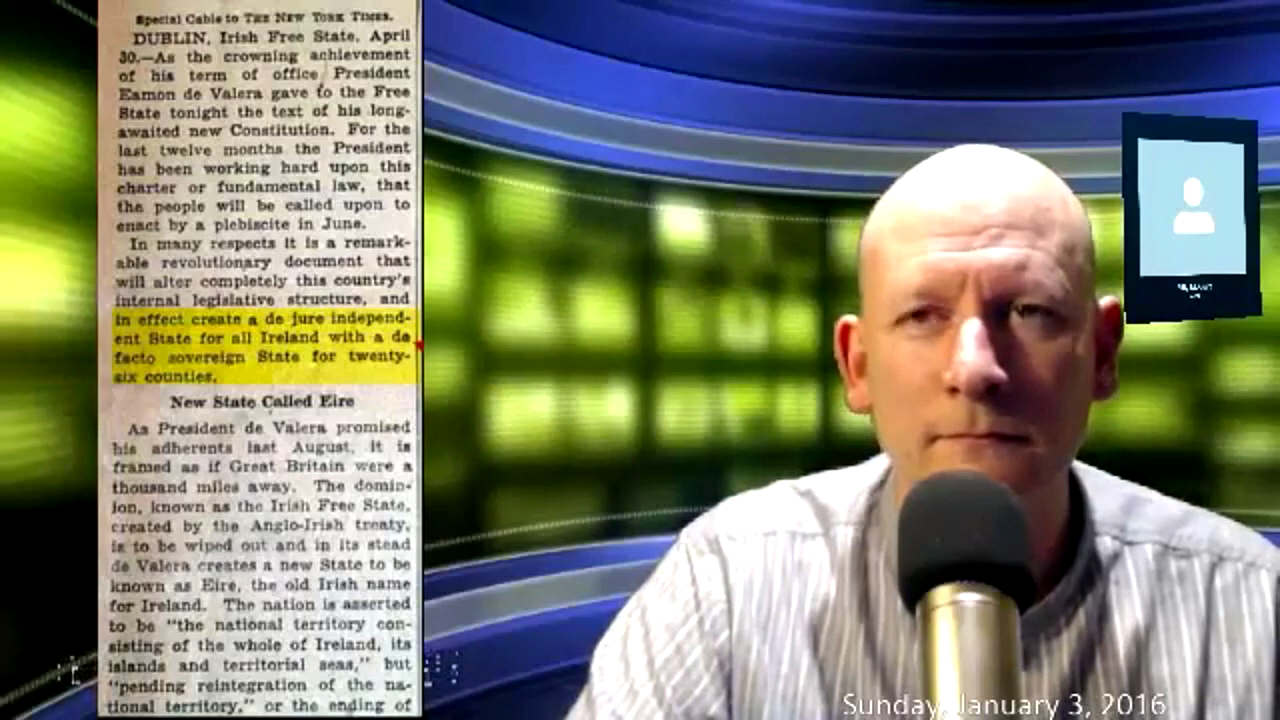 Special Cable to THE NEW YORK TIMES.
DUBLIN, Irish Free State, April
30.—As the crowning achievement
of his term of office President
Eamon de Valera gave to the Free
State tonight the text of his long-
awaited new Constitution. For the
last twelve months the President
has been working hard upon this
charter or fundamental law, that
the people will be called upon to
enact by a plebiscite in June.
In many respects it is a remark-
able revolutionary document that
will alter completely this country's
internal legislative structure, and
in effect create a de jure independ-
ent State for all Ireland with a de
facto sovereign State for twenty-
six counties.
New State Called Eire
As President de Valera promised
his adherents last August, it is
framed as if Great Britain were a
thousand miles away. The domin-
ion, known as the Irish Free State,
created by the Anglo-Irish treaty,
is to be wiped out and in its stead
de Valera creates a new State to be
known as Eire, the old Irish name
for Ireland. The nation is asserted
to be "the national territory con-
sisting of the whole of Ireland, its
islands and territorial seas," but
"pending reintegration of the na-
tional territory," or the ending of
Sunday, January 3, 2016